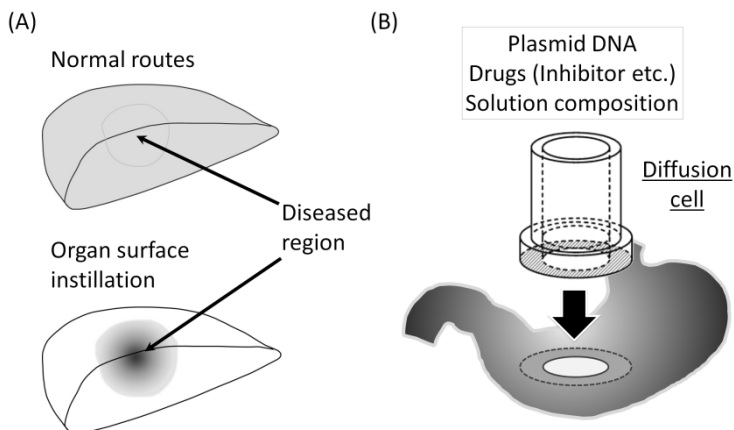 (A)
Normal routes
Diseased
region
Organ surface
instillation
(B)
Plasmid DNA
Drugs (Inhibitor etc.)
Solution composition
Diffusion
cell